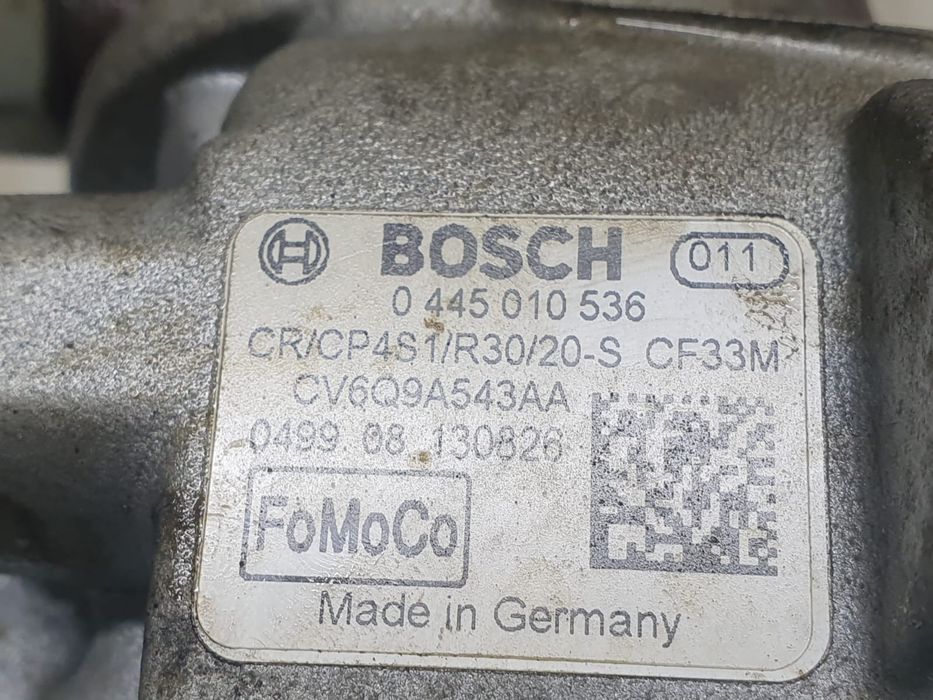 BOSCH 011
0 445 010 536
CR/CP4S1/R30/20-S CF33M
CV6Q9A543AA
0499 08 130826
FoMoCo
Made in Germany